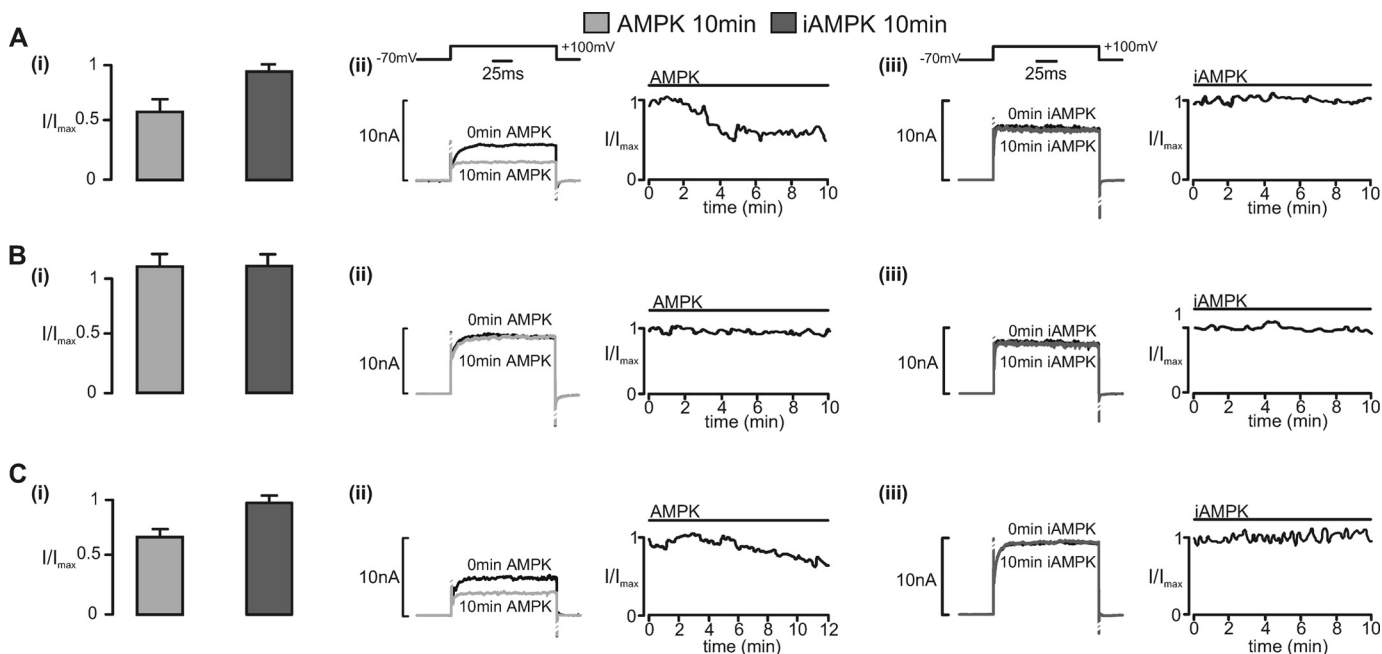 AMPK 10min iAMPK 10min
A
(i)
1
I/Imax 0.5
0
(ii)
-70mV +100mV
25ms
10nA
0min AMPK
10min AMPK
AMPK
1
I/Imax
0
0 2 4 6 8 10
time (min)
(iii)
-70mV +100mV
25ms
10nA
0min iAMPK
10min iAMPK
iAMPK
1
I/Imax
0
0 2 4 6 8 10
time (min)
B
(i)
1
I/Imax 0.5
0
(ii)
10nA
0min AMPK
10min AMPK
AMPK
1
I/Imax
0
0 2 4 6 8 10
time (min)
(iii)
10nA
0min iAMPK
10min iAMPK
iAMPK
1
1
I/Imax
0
0 2 4 6 8 10
time (min)
C
(i)
1
I/Imax 0.5
0
(ii)
10nA
0min AMPK
10min AMPK
AMPK
1
I/Imax
0
0 2 4 6 8 10 12
time (min)
(iii)
10nA
0min iAMPK
10min iAMPK
iAMPK
1
I/Imax
0
0 2 4 6 8 10
time (min)